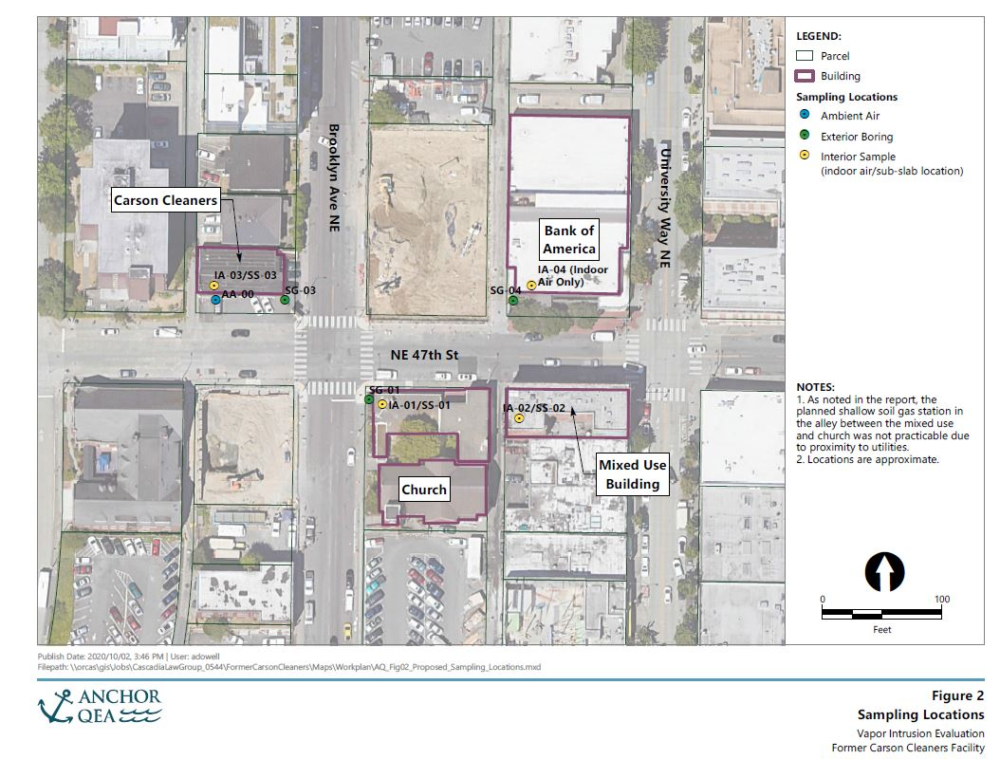 Brooklyn Ave NE
University Way NE
Carson Cleaners
Bank of
America
IA-03/SS-03
AA-00
SG-03
IA-04 (Indoor
Air Only)
SG-04
NE 47th St
SG-01
IA-01/SS-01
IA-02/SS-02
Church
Mixed Use
Building
LEGEND:
Parcel
Building
Sampling Locations
Ambient Air
Exterior Boring
Interior Sample
(indoor air/sub-slab location)
NOTES:
1. As noted in the report, the
planned shallow soil gas station in
the alley between the mixed use
and church was not practicable due
to proximity to utilities.
2. Locations are approximate.
0 100
Feet
Publish Date: 2020/10/02, 3:46 PM | User: adowell
Filepath: \\orcas\gis\Jobs\CascadiaLawGroup_0544\FormerCarsonCleaners\Maps\Workplan\AQ_Fig02_Proposed_Sampling_Locations.mxd
ANCHOR
QEA
Figure 2
Sampling Locations
Vapor Intrusion Evaluation
Former Carson Cleaners Facility